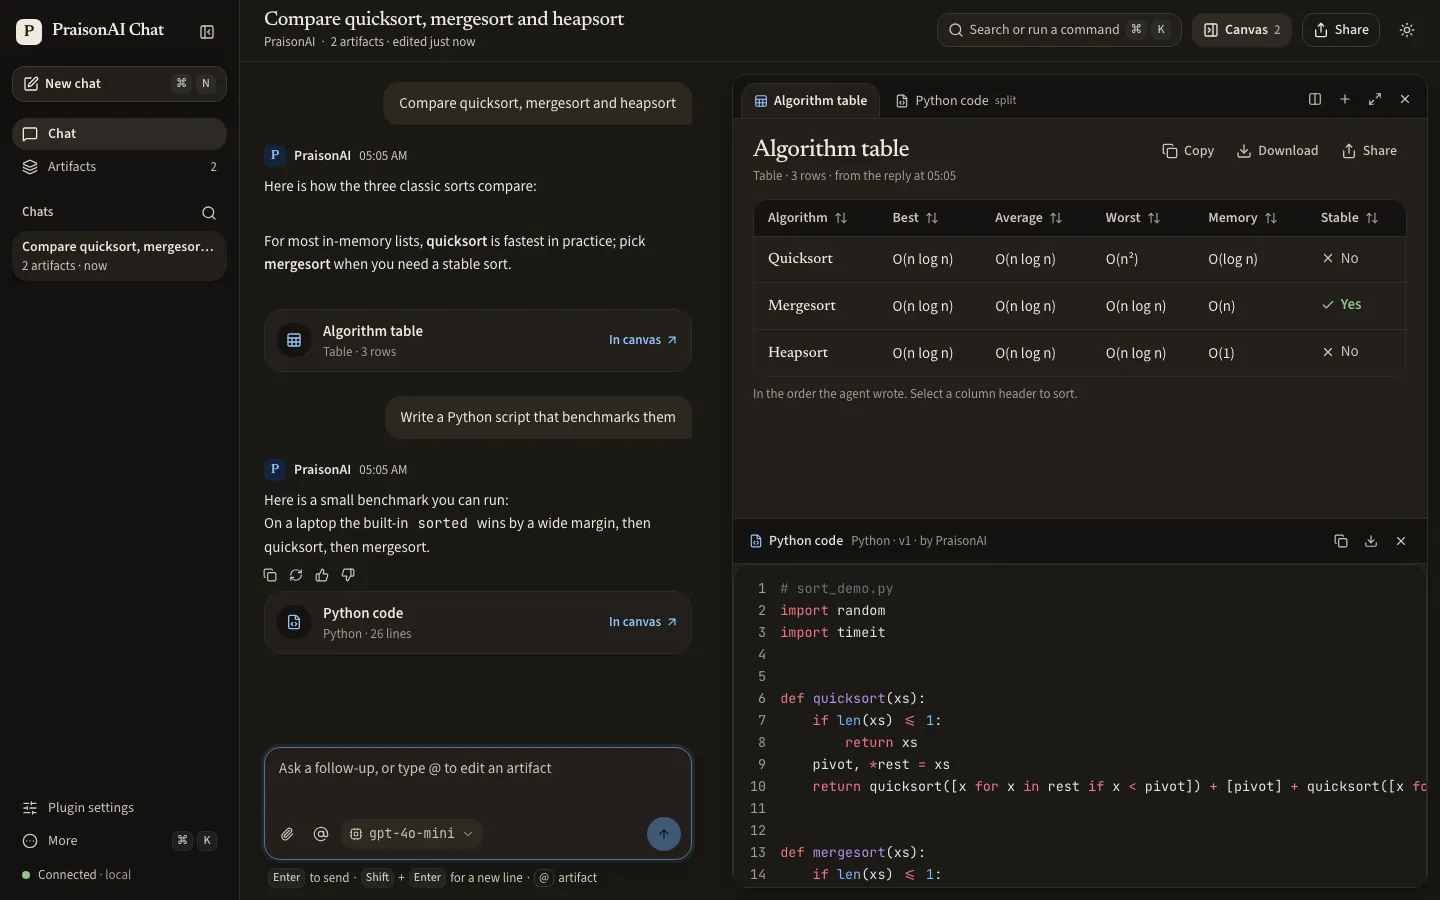 P PraisonAI Chat
New chat ⌘ N
Chat
Artifacts 2
Chats
Compare quicksort, mergesor...
2 artifacts · now
Plugin settings
More ⌘ K
Connected · local
Compare quicksort, mergesort and heapsort
PraisonAI · 2 artifacts · edited just now
Search or run a command ⌘ K
Canvas 2
Share
Compare quicksort, mergesort and heapsort
P PraisonAI 05:05 AM
Here is how the three classic sorts compare:
For most in-memory lists, quicksort is fastest in practice; pick
mergesort when you need a stable sort.
Algorithm table
Table · 3 rows
In canvas ↗
Write a Python script that benchmarks them
P PraisonAI 05:05 AM
Here is a small benchmark you can run:
On a laptop the built-in sorted wins by a wide margin, then
quicksort, then mergesort.
Python code
Python · 26 lines
In canvas ↗
Ask a follow-up, or type @ to edit an artifact
gpt-4o-mini
Enter to send · Shift + Enter for a new line · @ artifact
Algorithm table
Python code split
Algorithm table
Table · 3 rows · from the reply at 05:05
Copy Download Share
Algorithm Best Average Worst Memory Stable
Quicksort O(n log n) O(n log n) O(n²) O(log n) No
Mergesort O(n log n) O(n log n) O(n log n) O(n) Yes
Heapsort O(n log n) O(n log n) O(n log n) O(1) No
In the order the agent wrote. Select a column header to sort.
Python code Python · v1 · by PraisonAI
1 # sort_demo.py
2 import random
3 import timeit
4
5
6 def quicksort(xs):
7 if len(xs) ⩽ 1:
8 return xs
9 pivot, *rest = xs
10 return quicksort([x for x in rest if x < pivot]) + [pivot] + quicksort([x fo
11
12
13 def mergesort(xs):
14 if len(xs) ⩽ 1: